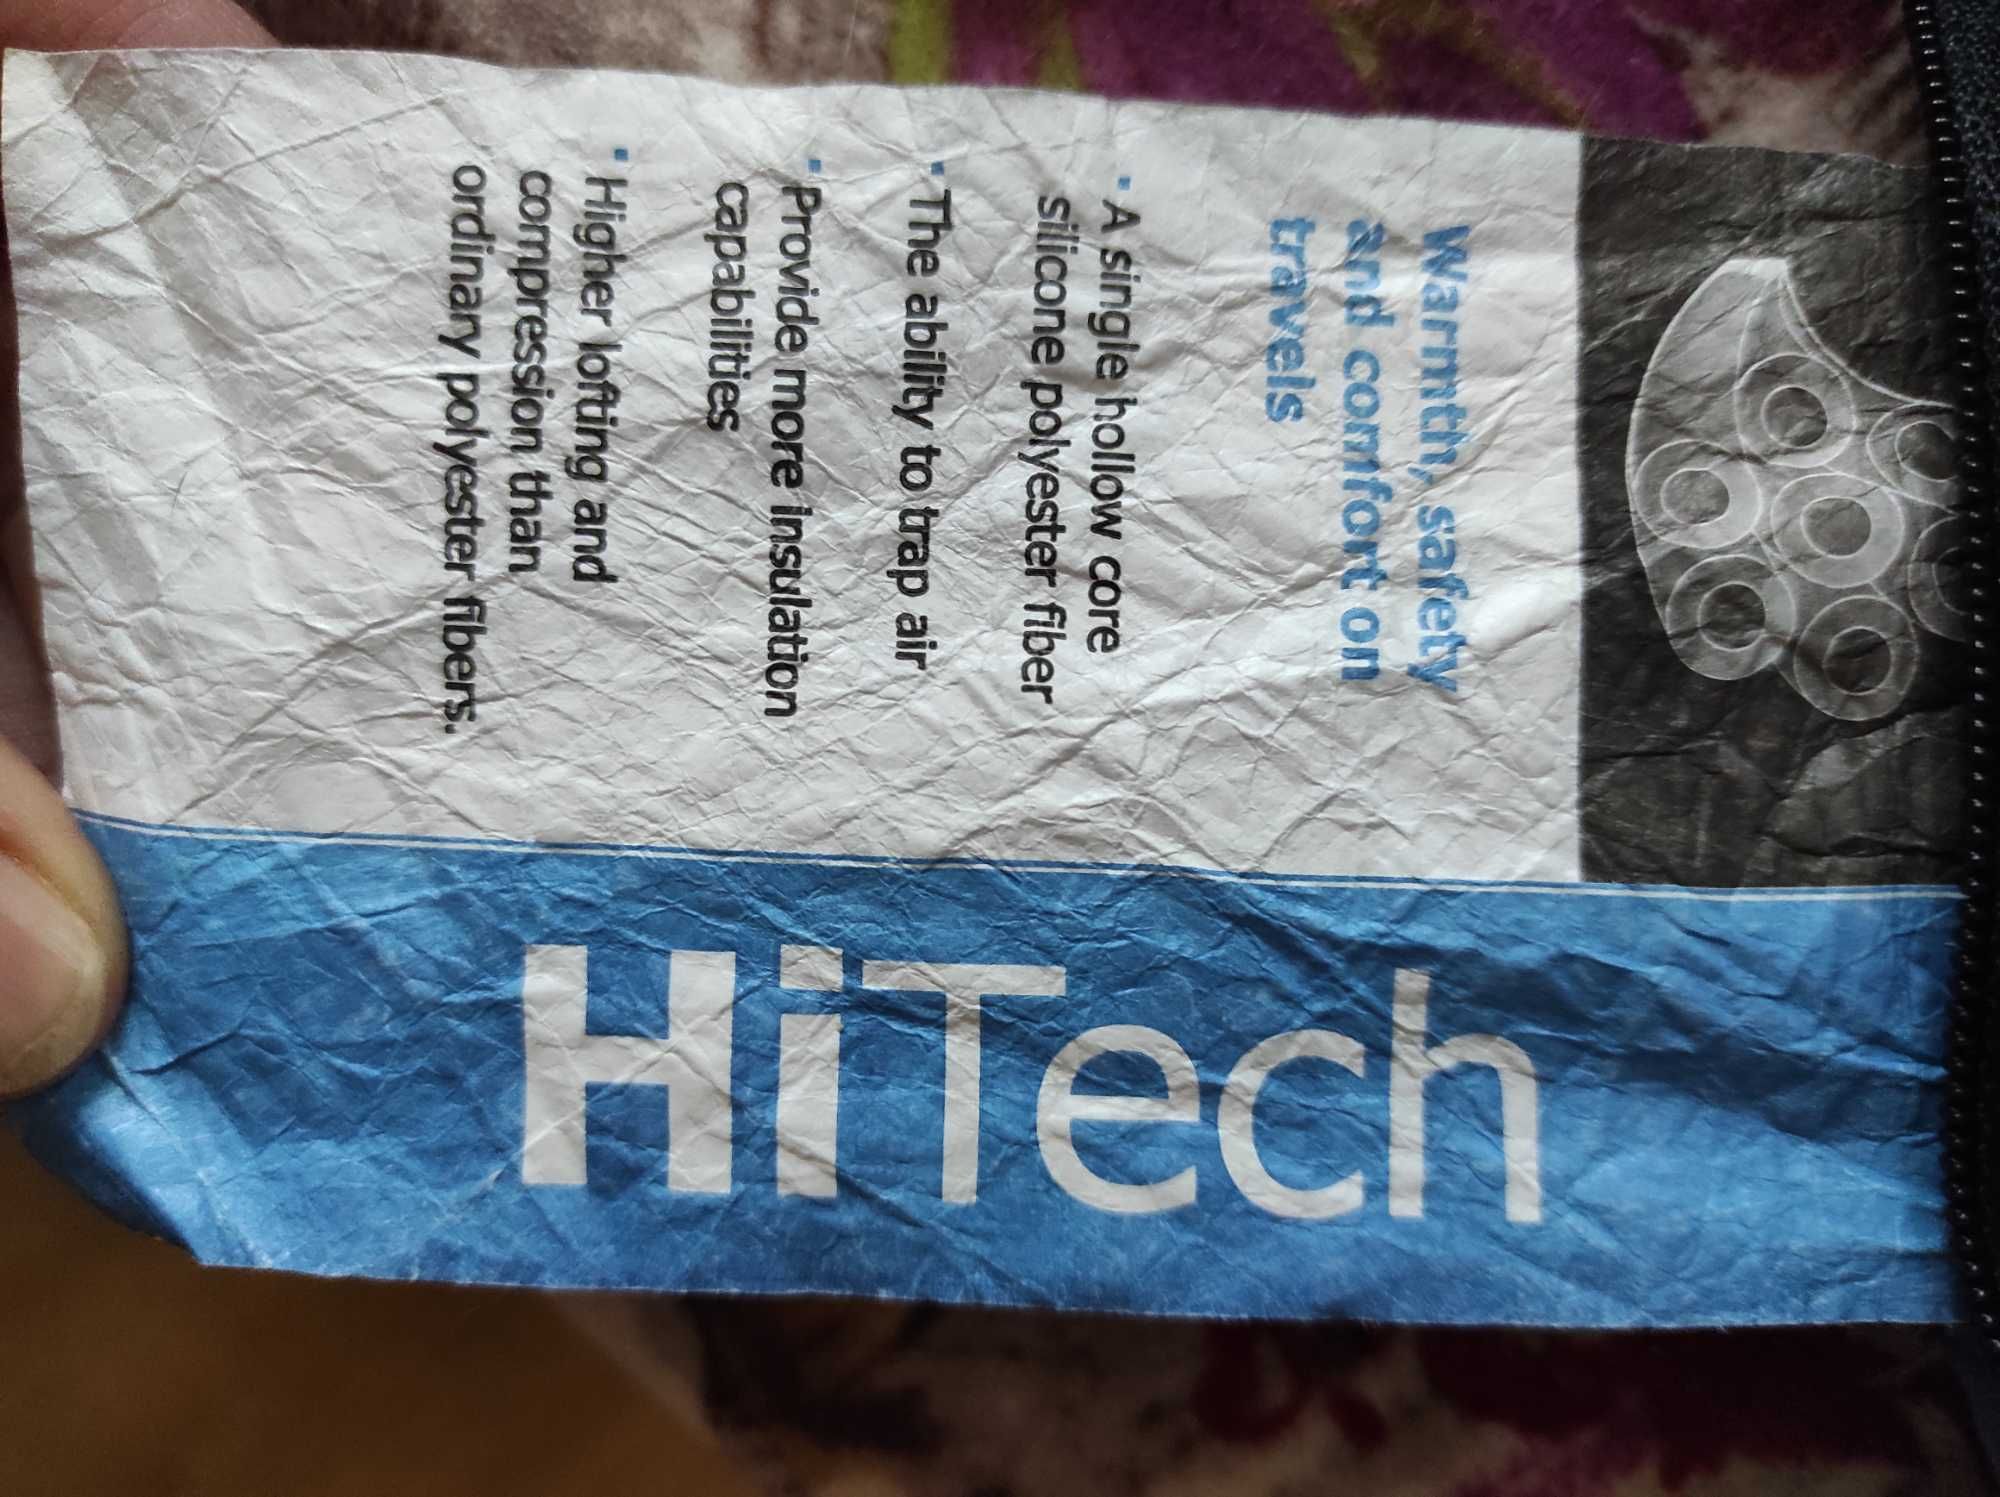 Warmth, safety
and comfort on
travels
▪ A single hollow core
silicone polyester fiber
▪ The ability to trap air
▪ Provide more insulation
capabilities
▪ Higher lofting and
compression than
ordinary polyester fibers.
HiTech